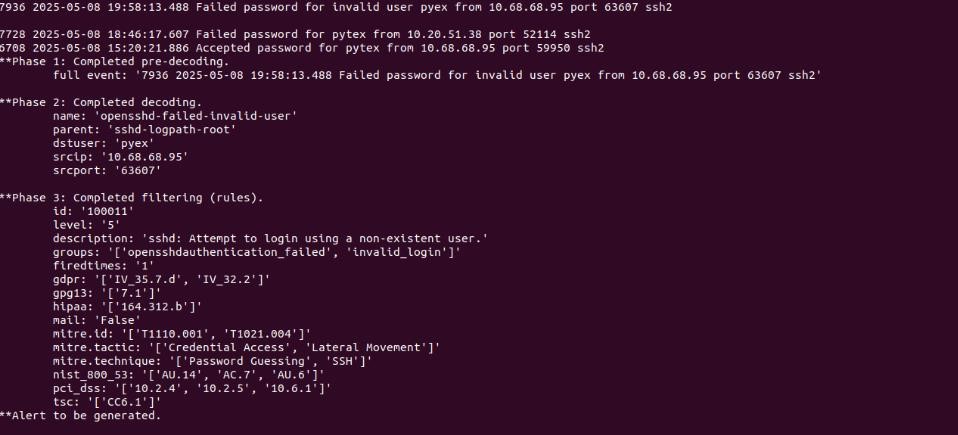 7936 2025-05-08 19:58:13.488 Failed password for invalid user pyex from 10.68.68.95 port 63607 ssh2
7728 2025-05-08 18:46:17.607 Failed password for pytex from 10.20.51.38 port 52114 ssh2
6708 2025-05-08 15:20:21.886 Accepted password for pytex from 10.68.68.95 port 59950 ssh2
**Phase 1: Completed pre-decoding.
full event: '7936 2025-05-08 19:58:13.488 Failed password for invalid user pyex from 10.68.68.95 port 63607 ssh2'
**Phase 2: Completed decoding.
name: 'opensshd-failed-invalid-user'
parent: 'sshd-logpath-root'
dstuser: 'pyex'
srcip: '10.68.68.95'
srcport: '63607'
**Phase 3: Completed filtering (rules).
id: '100011'
level: '5'
description: 'sshd: Attempt to login using a non-existent user.'
groups: '['opensshdauthentication_failed', 'invalid_login']'
firedtimes: '1'
gdpr: '['IV_35.7.d', 'IV_32.2']'
gpg13: '['7.1']'
hipaa: '['164.312.b']'
mail: 'False'
mitre.id: '['T1110.001', 'T1021.004']'
mitre.tactic: '['Credential Access', 'Lateral Movement']'
mitre.technique: '['Password Guessing', 'SSH']'
nist_800_53: '['AU.14', 'AC.7', 'AU.6']'
pci_dss: '['10.2.4', '10.2.5', '10.6.1']'
tsc: '['CC6.1']'
**Alert to be generated.